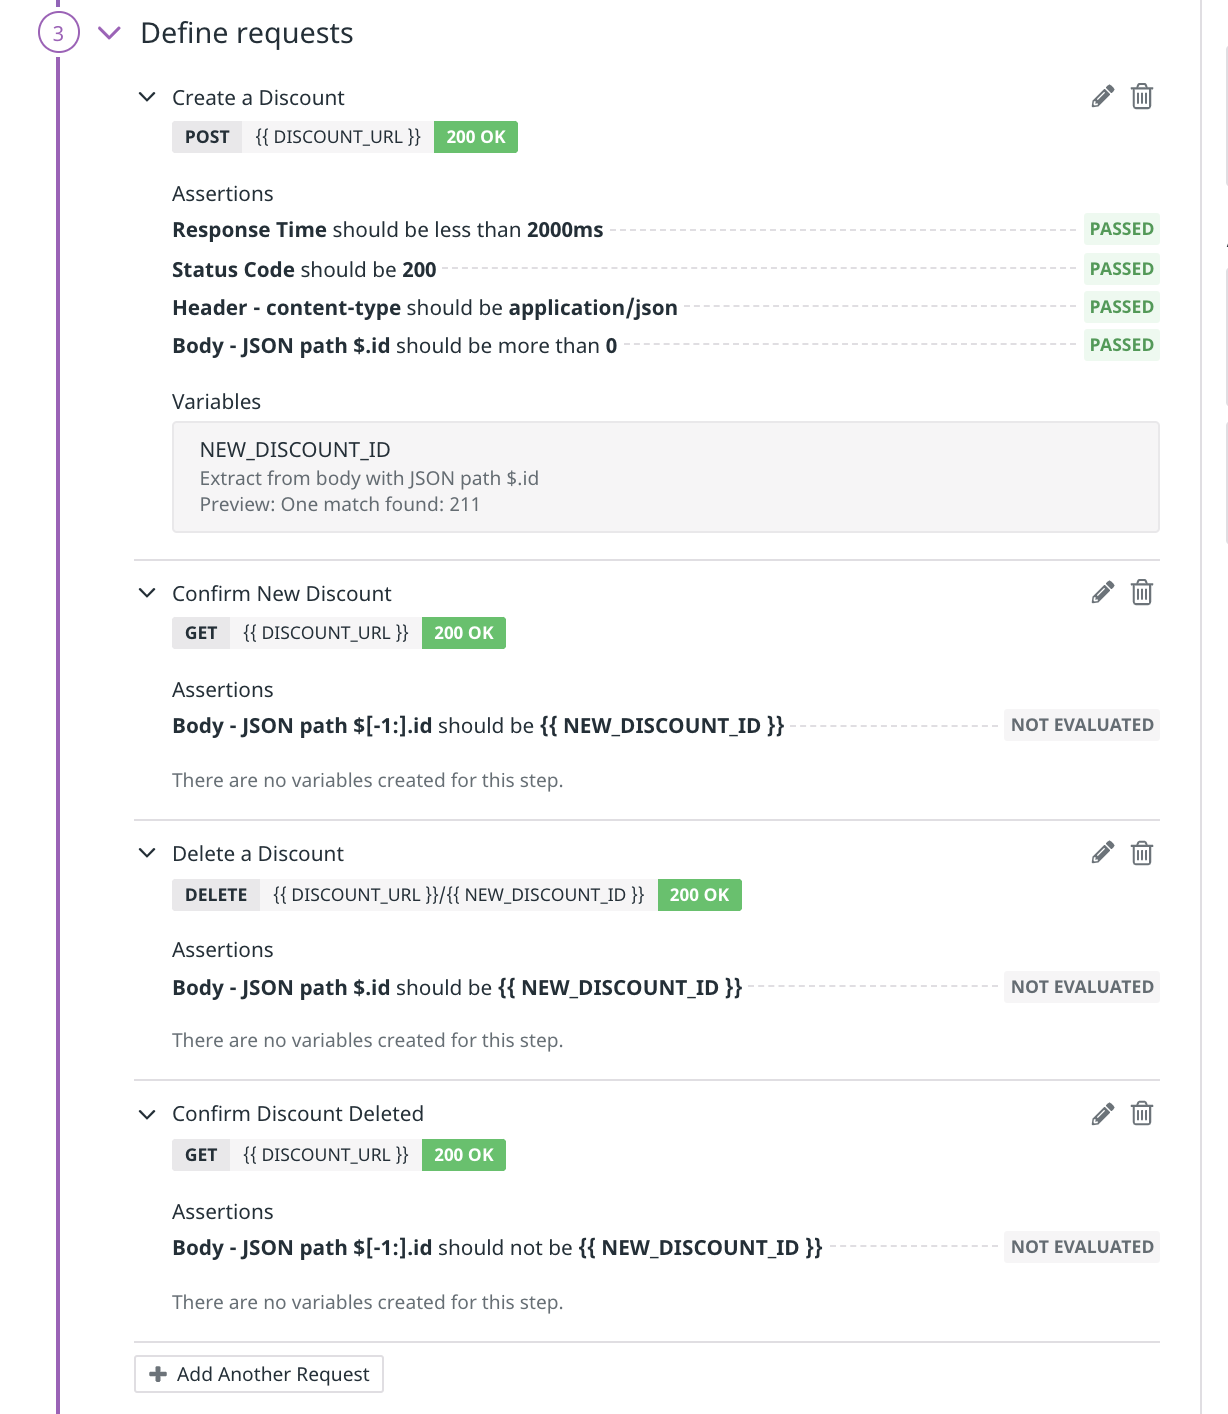 3 Define requests
Create a Discount
POST {{ DISCOUNT_URL }} 200 OK
Assertions
Response Time should be less than 2000ms PASSED
Status Code should be 200 PASSED
Header - content-type should be application/json PASSED
Body - JSON path $.id should be more than 0 PASSED
Variables
NEW_DISCOUNT_ID
Extract from body with JSON path $.id
Preview: One match found: 211
Confirm New Discount
GET {{ DISCOUNT_URL }} 200 OK
Assertions
Body - JSON path $[-1:].id should be {{ NEW_DISCOUNT_ID }} NOT EVALUATED
There are no variables created for this step.
Delete a Discount
DELETE {{ DISCOUNT_URL }}/{{ NEW_DISCOUNT_ID }} 200 OK
Assertions
Body - JSON path $.id should be {{ NEW_DISCOUNT_ID }} NOT EVALUATED
There are no variables created for this step.
Confirm Discount Deleted
GET {{ DISCOUNT_URL }} 200 OK
Assertions
Body - JSON path $[-1:].id should not be {{ NEW_DISCOUNT_ID }} NOT EVALUATED
There are no variables created for this step.
Add Another Request